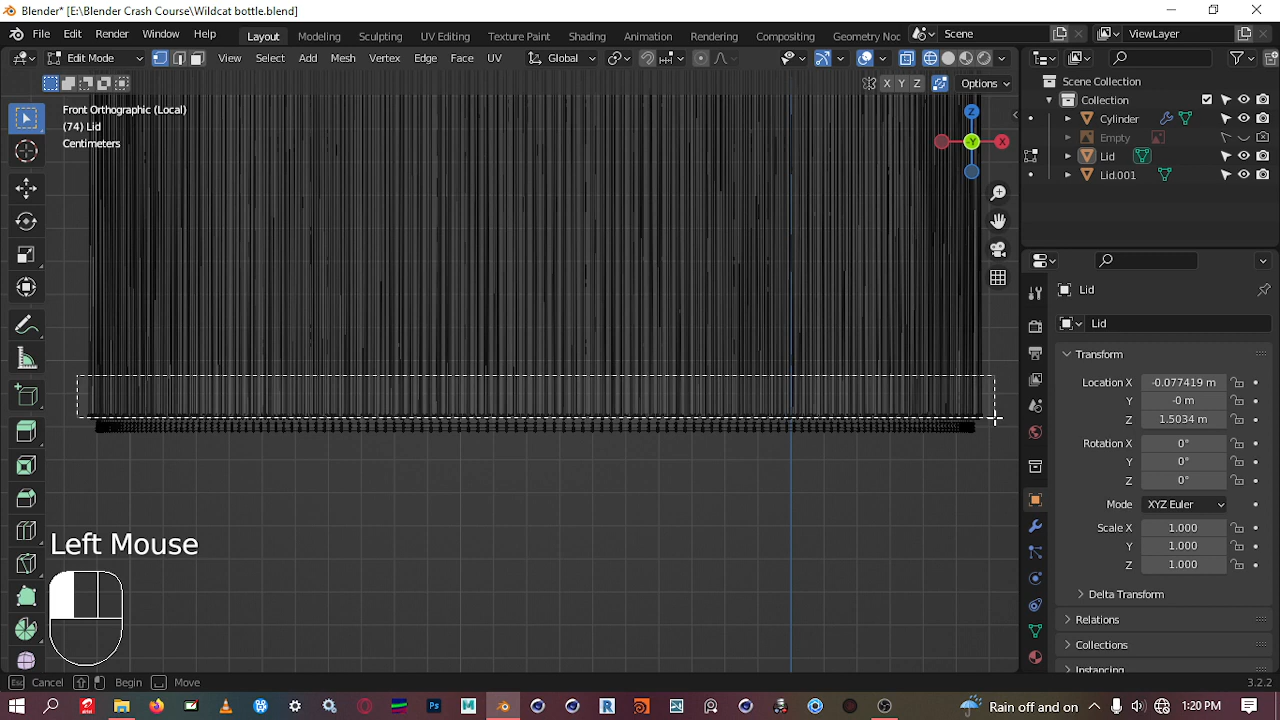 Blender* [E:\Blender Crash Course\Wildcat bottle.blend]
File Edit Render Window Help Layout Modeling Sculpting UV Editing Texture Paint Shading Animation Rendering Compositing Geometry Noc Scene ViewLayer
Edit Mode View Select Add Mesh Vertex Edge Face UV Global
X Y Z Options
Front Orthographic (Local)
(74) Lid
Centimeters
Z
-Y
X
Left Mouse
Scene Collection
Collection
Cylinder
Empty
Lid
Lid.001
Lid
Lid
Transform
Location X -0.077419 m
Y -0 m
Z 1.5034 m
Rotation X 0°
Y 0°
Z 0°
Mode XYZ Euler
Scale X 1.000
Y 1.000
Z 1.000
Delta Transform
Relations
Collections
Instancing
Esc Cancel Begin Move 3.2.2
Rain off and on 1:20 PM